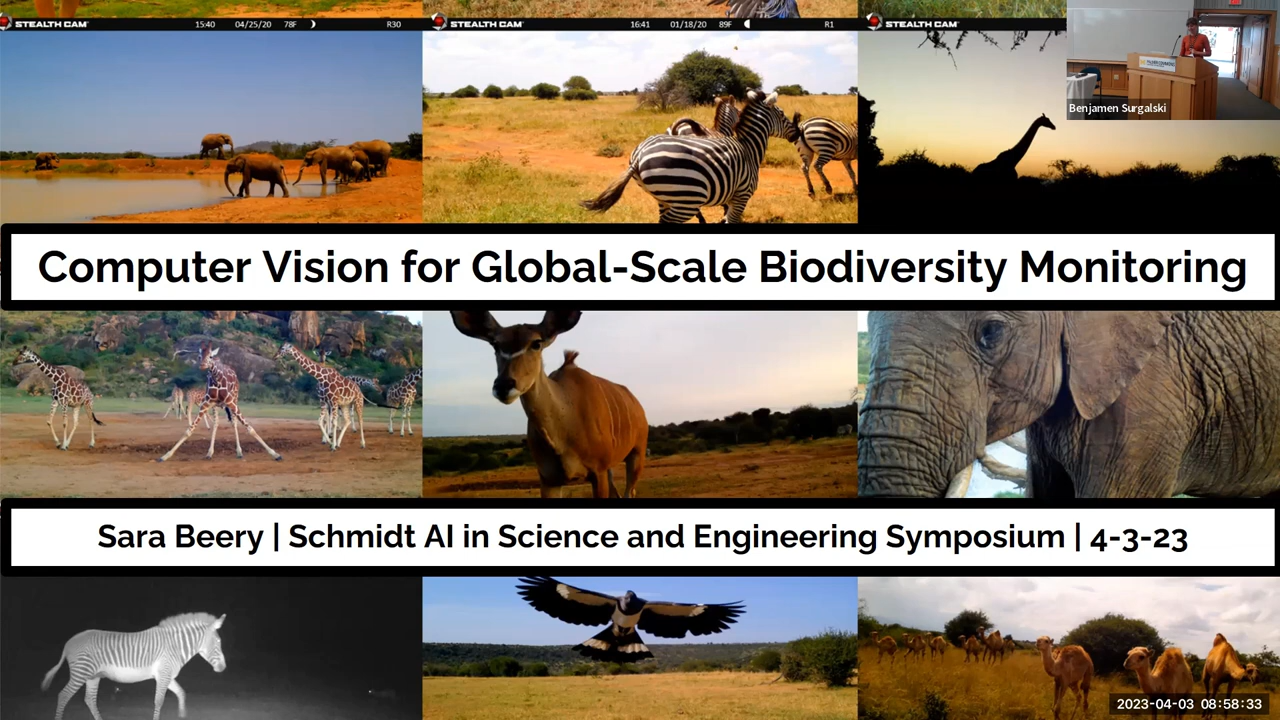 STEALTH CAM 15:40 04/25/20 78F R30
STEALTH CAM 16:41 01/18/20 89F R1
STEALTH CAM
Benjamen Surgalski
Computer Vision for Global-Scale Biodiversity Monitoring
Sara Beery | Schmidt AI in Science and Engineering Symposium | 4-3-23
2023-04-03 08:58:33